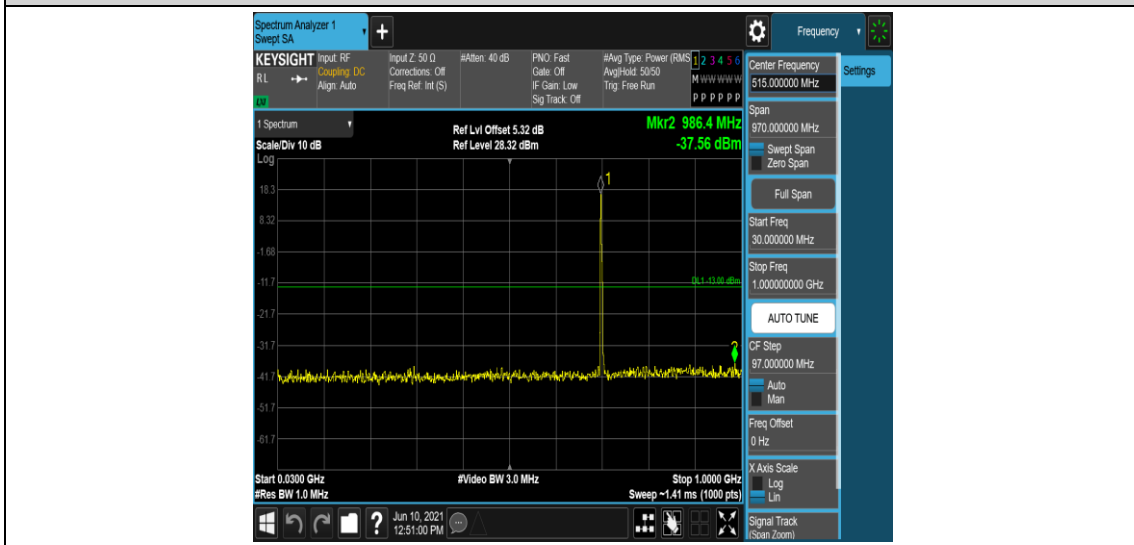 Spectrum Analyzer 1
Swept SA
+
Frequency
KEYSIGHT Input: RF Input Z: 50 Ω #Atten: 40 dB PNO: Fast #Avg Type: Power (RMS 1 2 3 4 5 6
RL Coupling: DC Corrections: Off Gate: Off Avg|Hold: 50/50 M W W W W W
Align: Auto Freq Ref: Int (S) IF Gain: Low Trig: Free Run
Sig Track: Off P P P P P P
LXI
1 Spectrum
Scale/Div 10 dB
Log
Ref Lvl Offset 5.32 dB
Ref Level 28.32 dBm
Mkr2 986.4 MHz
-37.56 dBm
1
18.3
8.32
-1.68
-11.7
DL1 -13.00 dBm
-21.7
-31.7
2
-41.7
-51.7
-61.7
Start 0.0300 GHz #Video BW 3.0 MHz Stop 1.0000 GHz
#Res BW 1.0 MHz Sweep ~1.41 ms (1000 pts)
?
Jun 10, 2021
12:51:00 PM
Center Frequency
515.000000 MHz
Settings
Span
970.000000 MHz
Swept Span
Zero Span
Full Span
Start Freq
30.000000 MHz
Stop Freq
1.000000000 GHz
AUTO TUNE
CF Step
97.000000 MHz
Auto
Man
Freq Offset
0 Hz
X Axis Scale
Log
Lin
Signal Track
(Span Zoom)